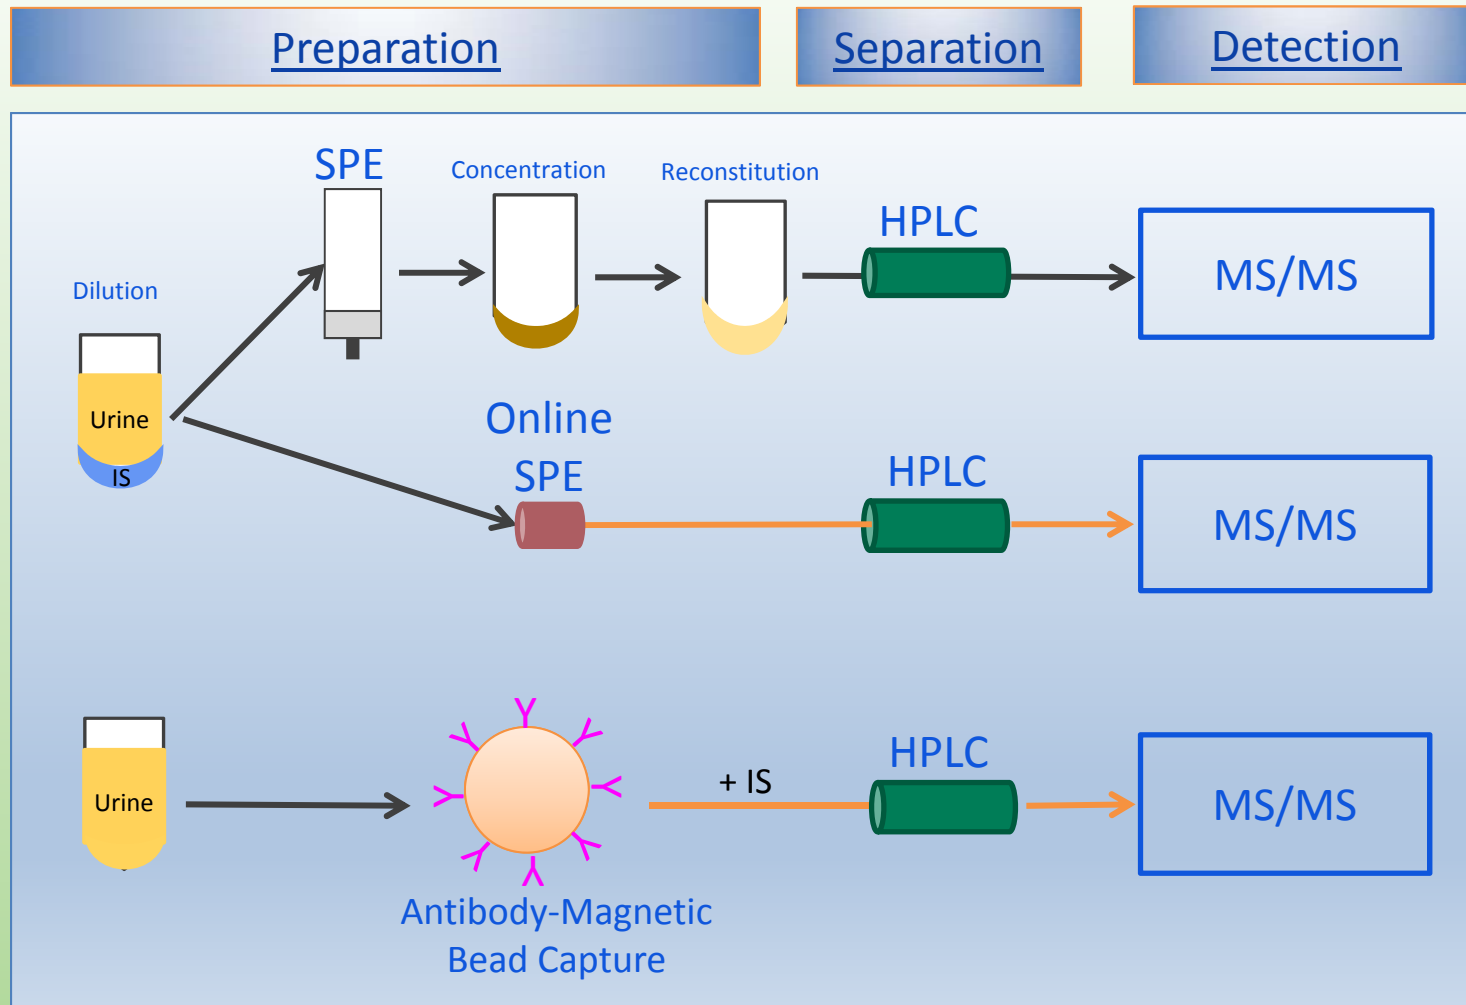 Preparation
Separation
Detection
SPE
Concentration
Reconstitution
HPLC
MS/MS
Dilution
Urine
IS
Online
SPE
HPLC
MS/MS
Urine
+ IS
HPLC
MS/MS
Antibody-Magnetic
Bead Capture